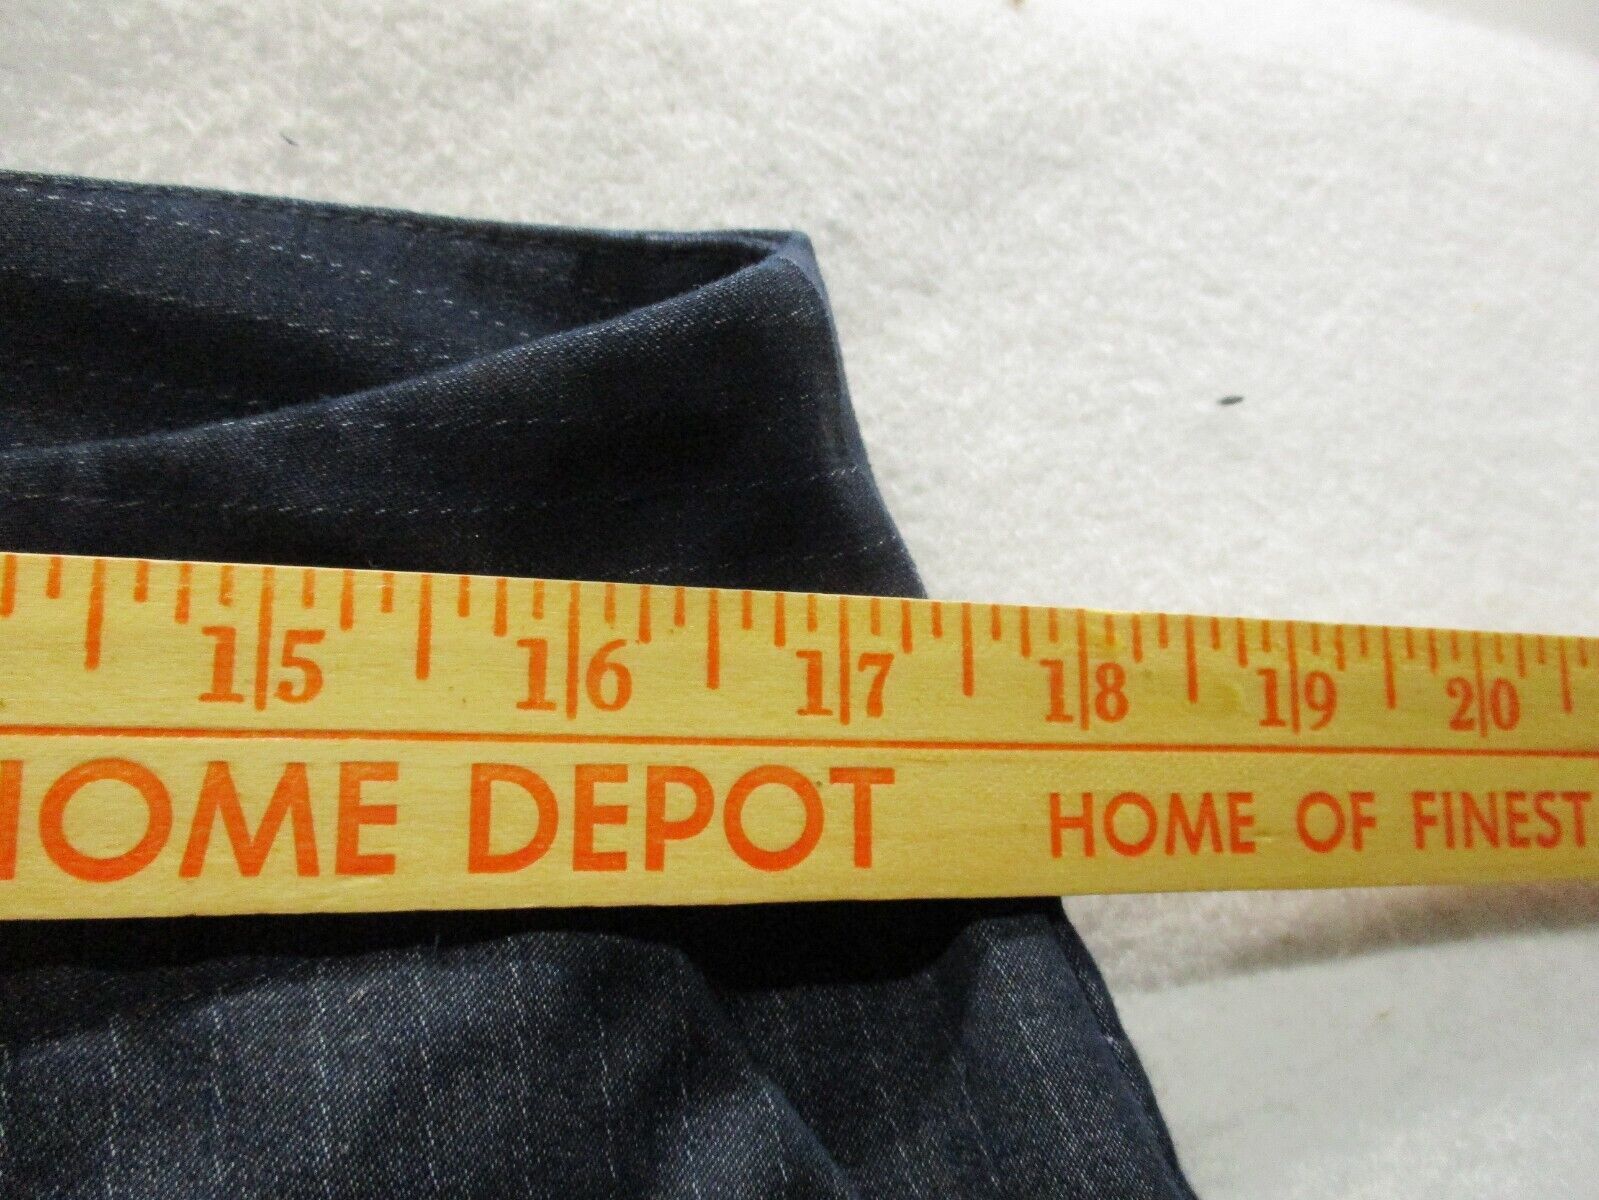 15 16 17 18 19 20
HOME DEPOT HOME OF FINEST